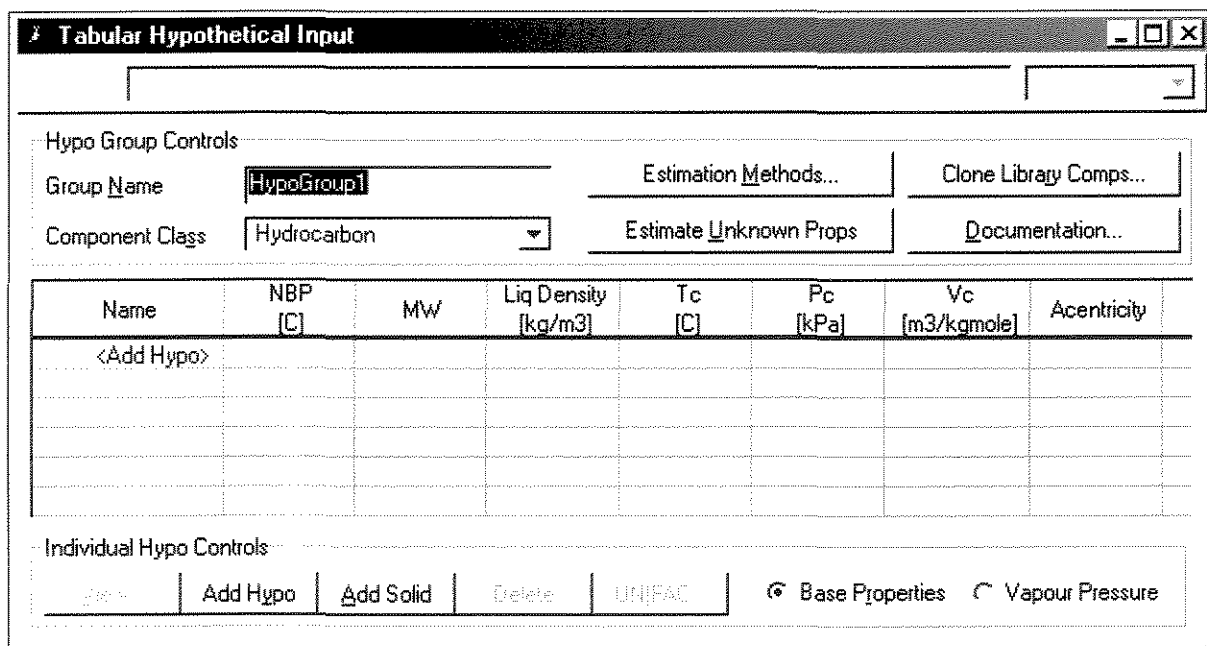 Tabular Hypothetical Input
Hypo Group Controls
Group Name
HypoGroup1
Estimation Methods...
Clone Library Comps...
Component Class
Hydrocarbon
Estimate Unknown Props
Documentation...
Name
NBP
[C]
MW
Liq Density
[kg/m3]
Tc
[C]
Pc
[kPa]
Vc
[m3/kgmole]
Acentricity
<Add Hypo>
Individual Hypo Controls
Add Hypo
Add Solid
Delete
UNIFAC
Base Properties
Vapour Pressure